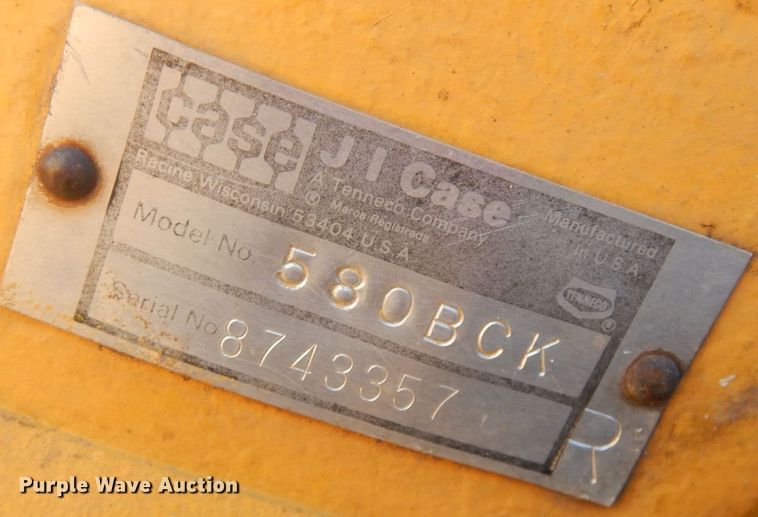 case
J I Case
A Tenneco Company
® Marca Registrada
Racine Wisconsin 53404 U.S.A.
Manufactured
in U.S.A.
TENNECO ®
Model No. 580BCK
Serial No. 8743357
R
Purple Wave Auction